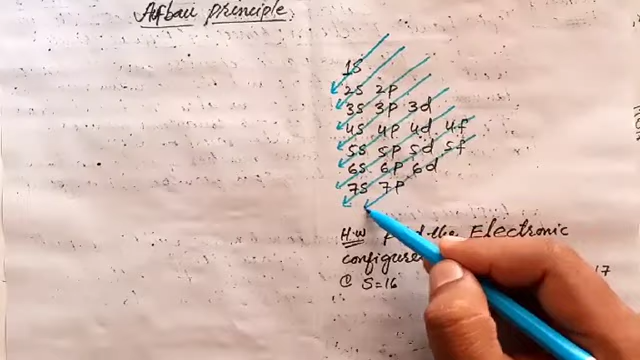 Aufbau principle.
1S
2S 2P
3S 3P 3d
4S 4P 4d 4f
5S 5P 5d 5f
6S 6P 6d
7S 7P
H.W the Electronic
C S=16 17